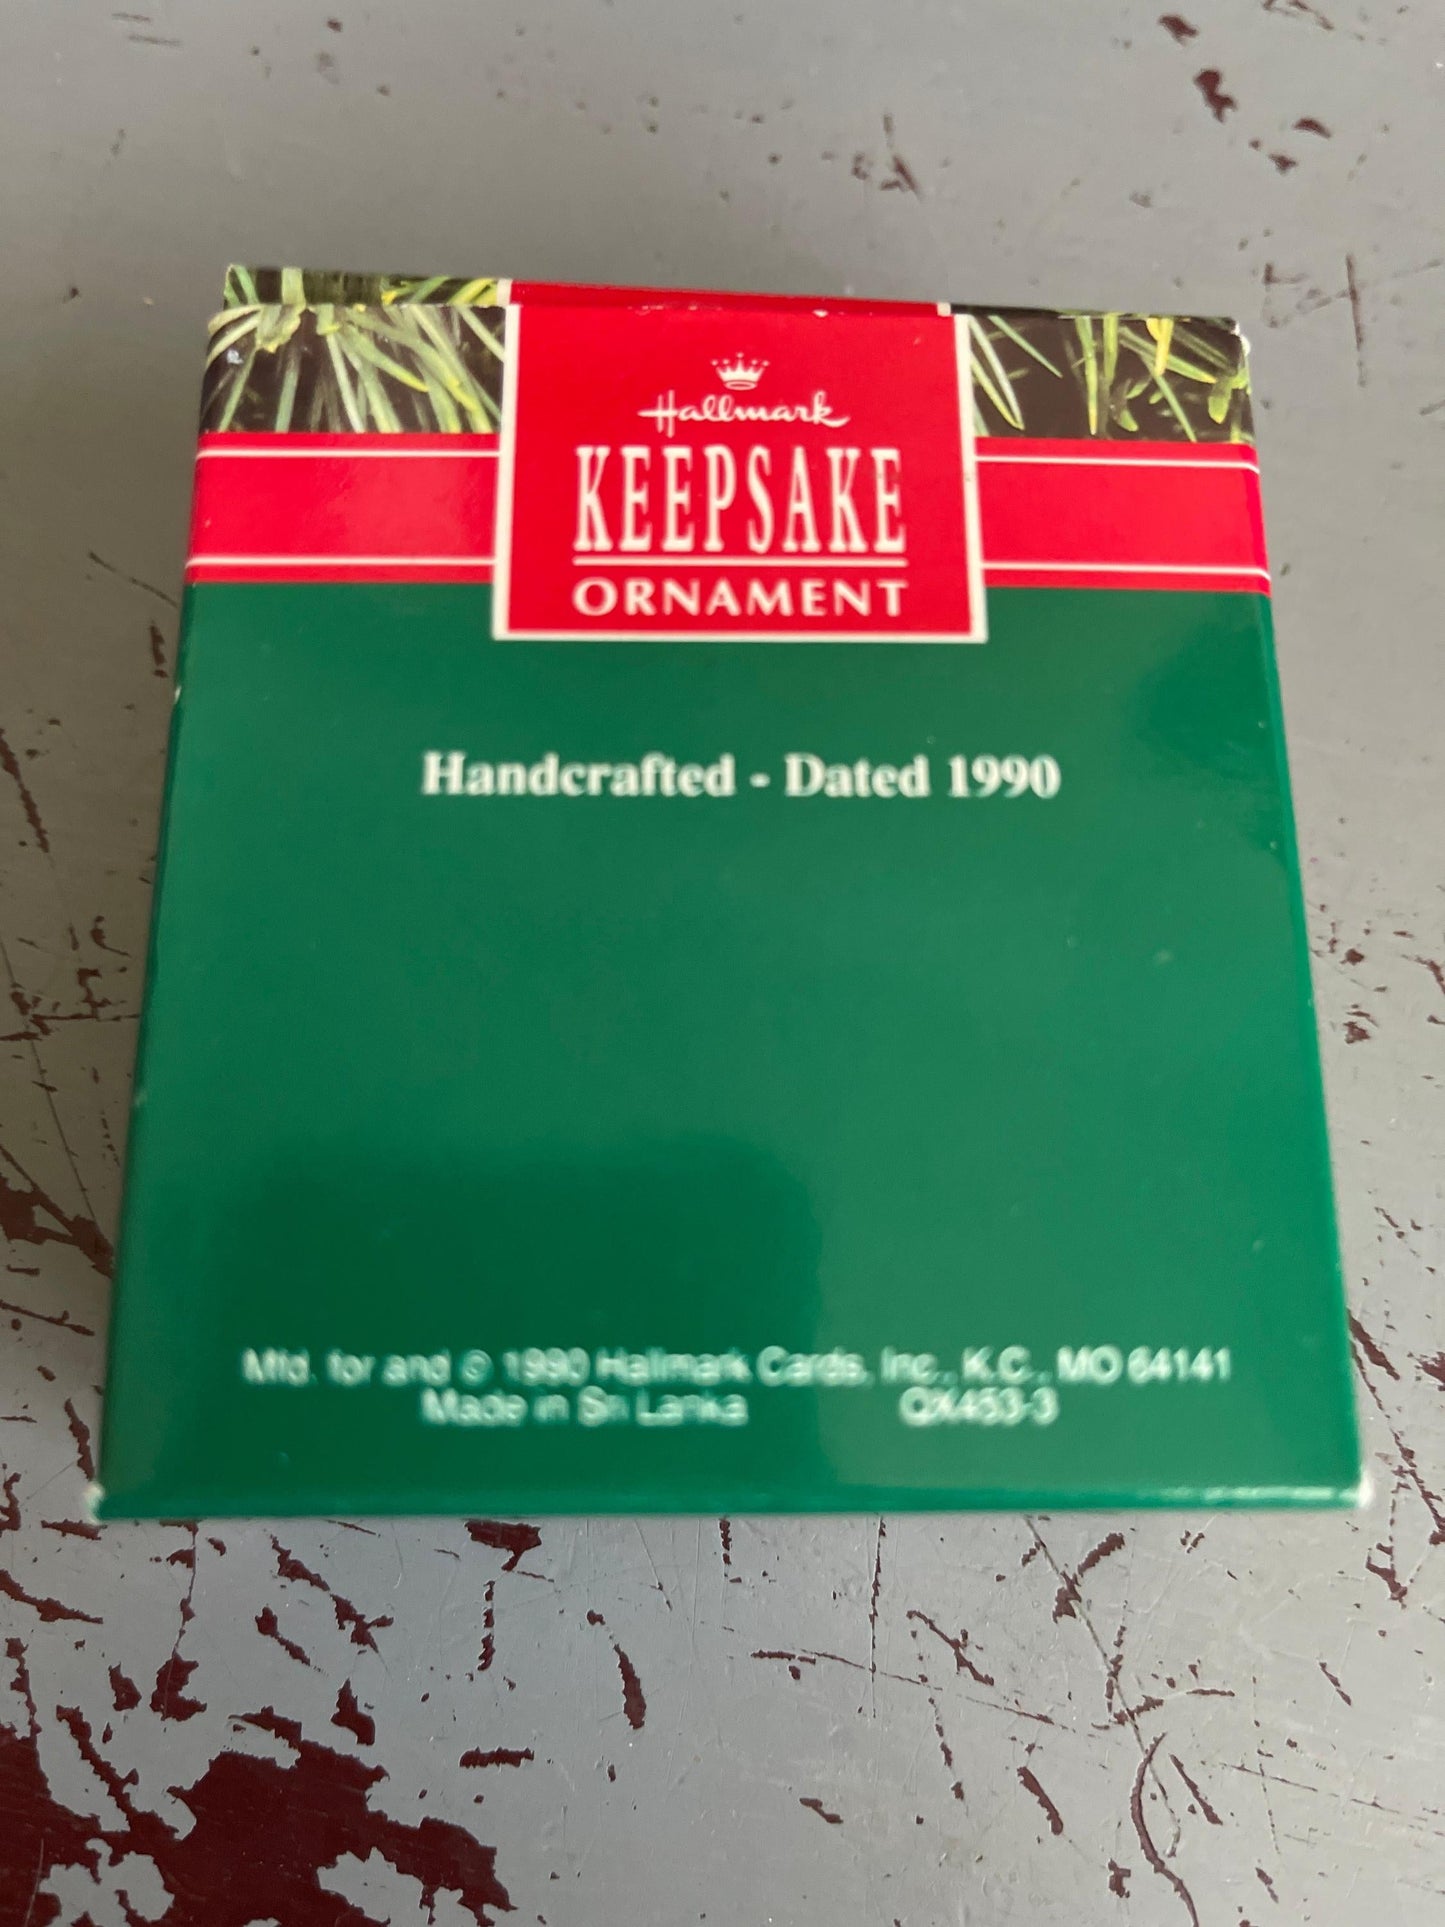 Hallmark
KEEPSAKE
ORNAMENT
Handcrafted - Dated 1990
Mfd. for and © 1990 Hallmark Cards, Inc., K.C., MO 64141
Made in Sri Lanka QX453-3